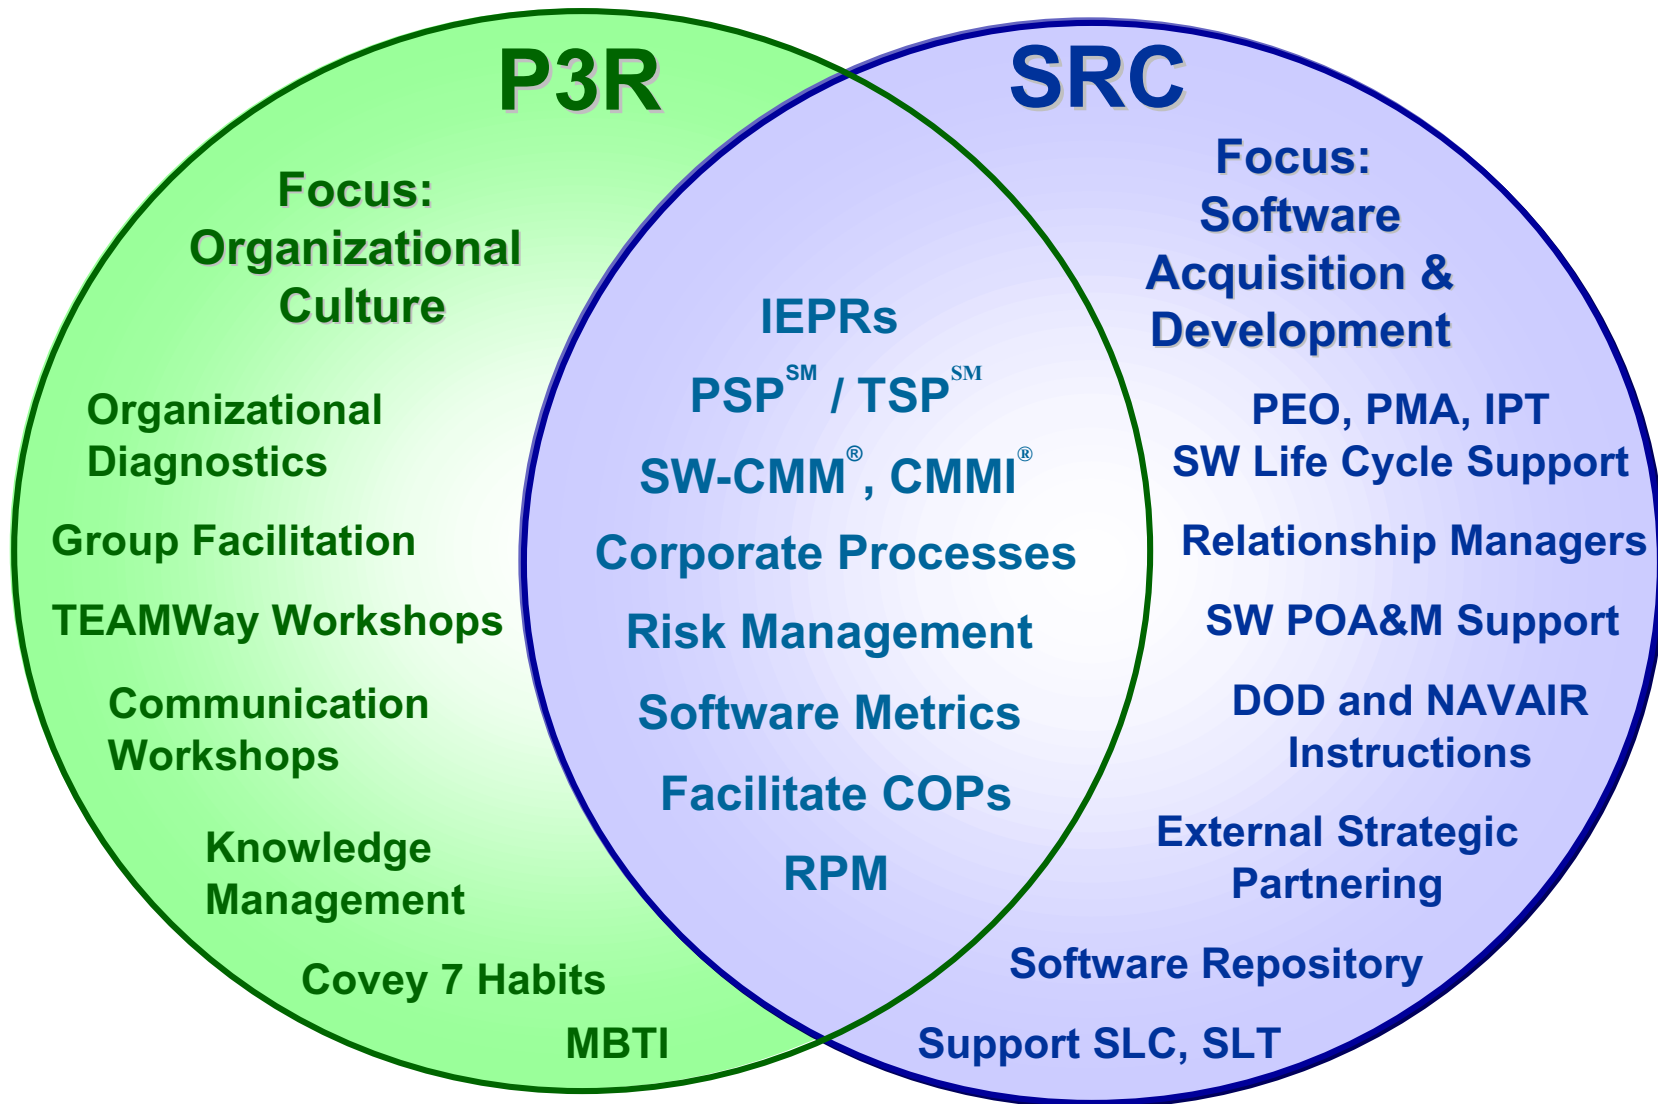 P3R
Focus:
Organizational
Culture
Organizational
Diagnostics
Group Facilitation
TEAMWay Workshops
Communication
Workshops
Knowledge
Management
Covey 7 Habits
MBTI
IEPRs
PSP℠ / TSP℠
SW-CMM®, CMMI®
Corporate Processes
Risk Management
Software Metrics
Facilitate COPs
RPM
SRC
Focus:
Software
Acquisition &
Development
PEO, PMA, IPT
SW Life Cycle Support
Relationship Managers
SW POA&M Support
DOD and NAVAIR
Instructions
External Strategic
Partnering
Software Repository
Support SLC, SLT